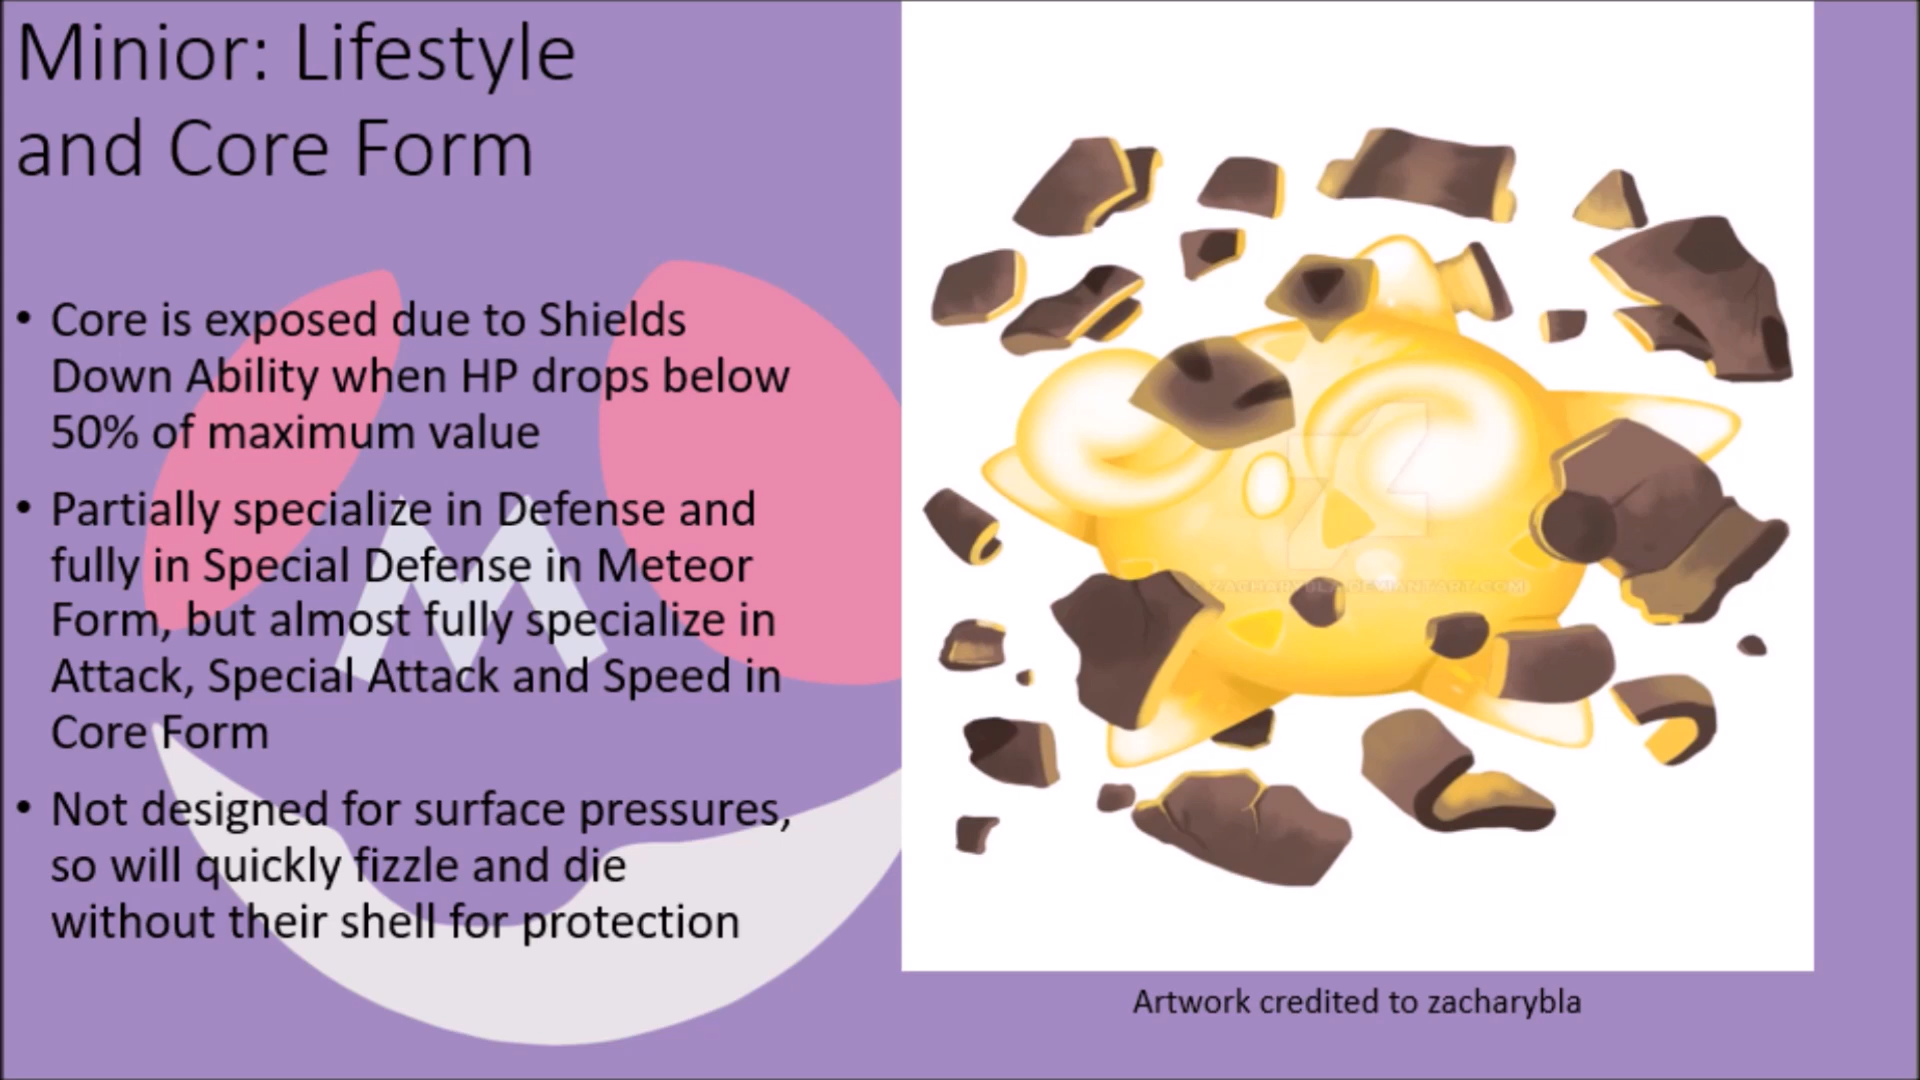 Minior: Lifestyle
and Core Form
• Core is exposed due to Shields
Down Ability when HP drops below
50% of maximum value
• Partially specialize in Defense and
fully in Special Defense in Meteor
Form, but almost fully specialize in
Attack, Special Attack and Speed in
Core Form
• Not designed for surface pressures,
so will quickly fizzle and die
without their shell for protection
M
Artwork credited to zacharybla